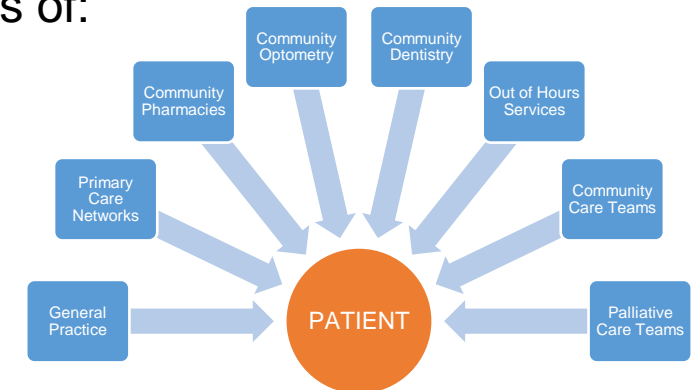 s of:
Community
Optometry
Community
Dentistry
Community
Pharmacies
Out of Hours
Services
Primary
Care
Networks
Community
Care Teams
General
Practice
PATIENT
Palliative
Care Teams